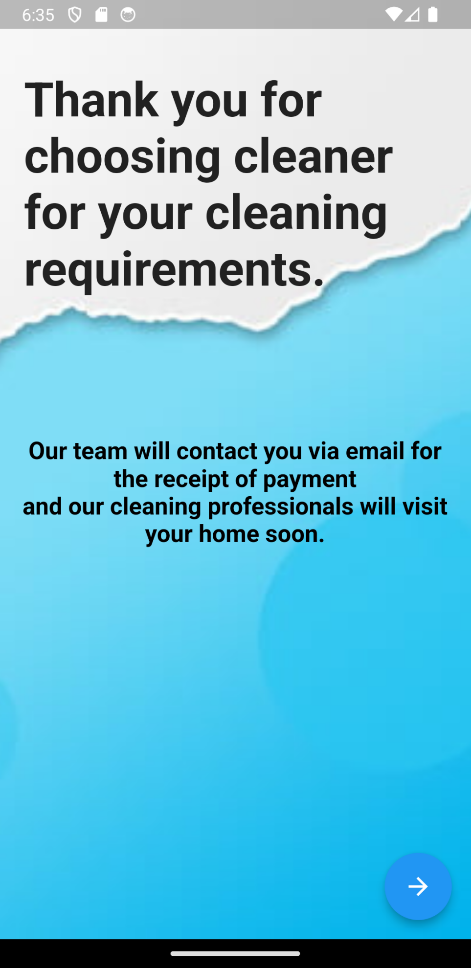 6:35
Thank you for
choosing cleaner
for your cleaning
requirements.
Our team will contact you via email for
the receipt of payment
and our cleaning professionals will visit
your home soon.